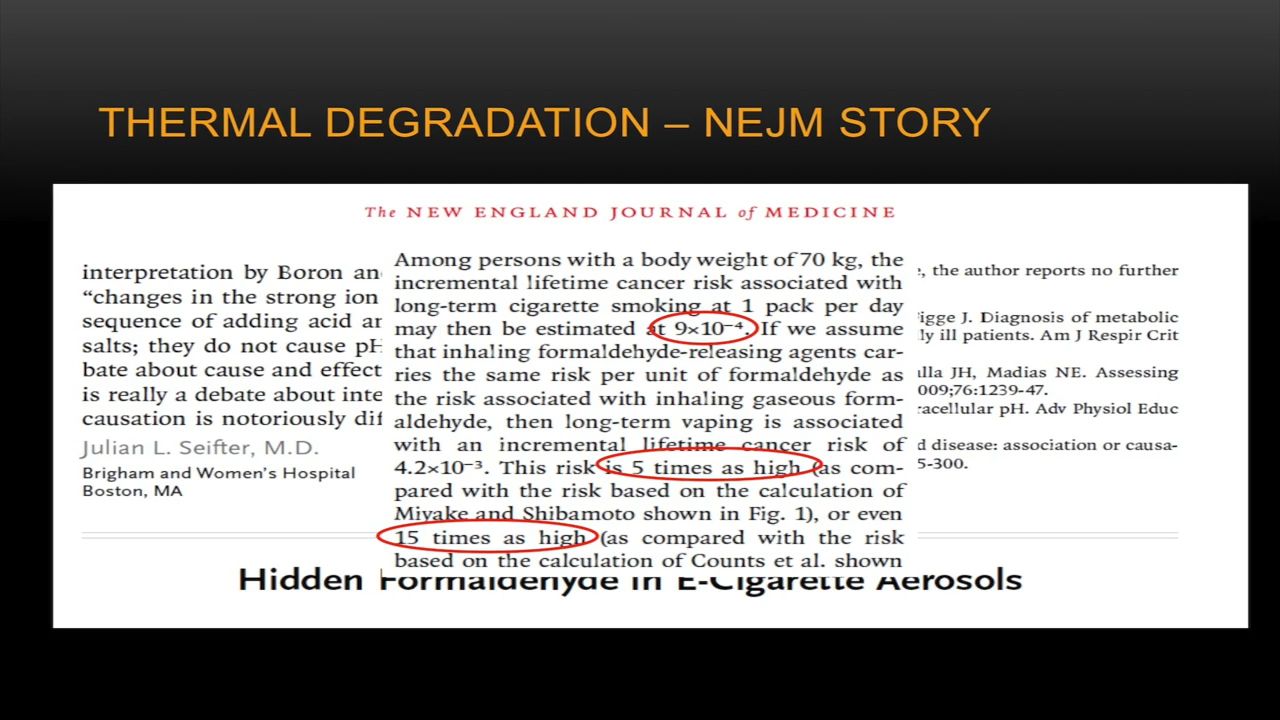 THERMAL DEGRADATION – NEJM STORY
The NEW ENGLAND JOURNAL of MEDICINE
interpretation by Boron an
“changes in the strong ion
sequence of adding acid ar
salts; they do not cause pH
bate about cause and effect
is really a debate about inte
causation is notoriously dif
Julian L. Seifter, M.D.
Brigham and Women’s Hospital
Boston, MA
Among persons with a body weight of 70 kg, the
incremental lifetime cancer risk associated with
long-term cigarette smoking at 1 pack per day
may then be estimated at 9×10⁻⁴. If we assume
that inhaling formaldehyde-releasing agents car-
ries the same risk per unit of formaldehyde as
the risk associated with inhaling gaseous form-
aldehyde, then long-term vaping is associated
with an incremental lifetime cancer risk of
4.2×10⁻³. This risk is 5 times as high (as com-
pared with the risk based on the calculation of
Miyake and Shibamoto shown in Fig. 1), or even
15 times as high (as compared with the risk
based on the calculation of Counts et al. shown
, the author reports no further
igge J. Diagnosis of metabolic
ly ill patients. Am J Respir Crit
lla JH, Madias NE. Assessing
009;76:1239-47.
racellular pH. Adv Physiol Educ
d disease: association or causa-
5-300.
Hidden Formaldehyde in E-Cigarette Aerosols